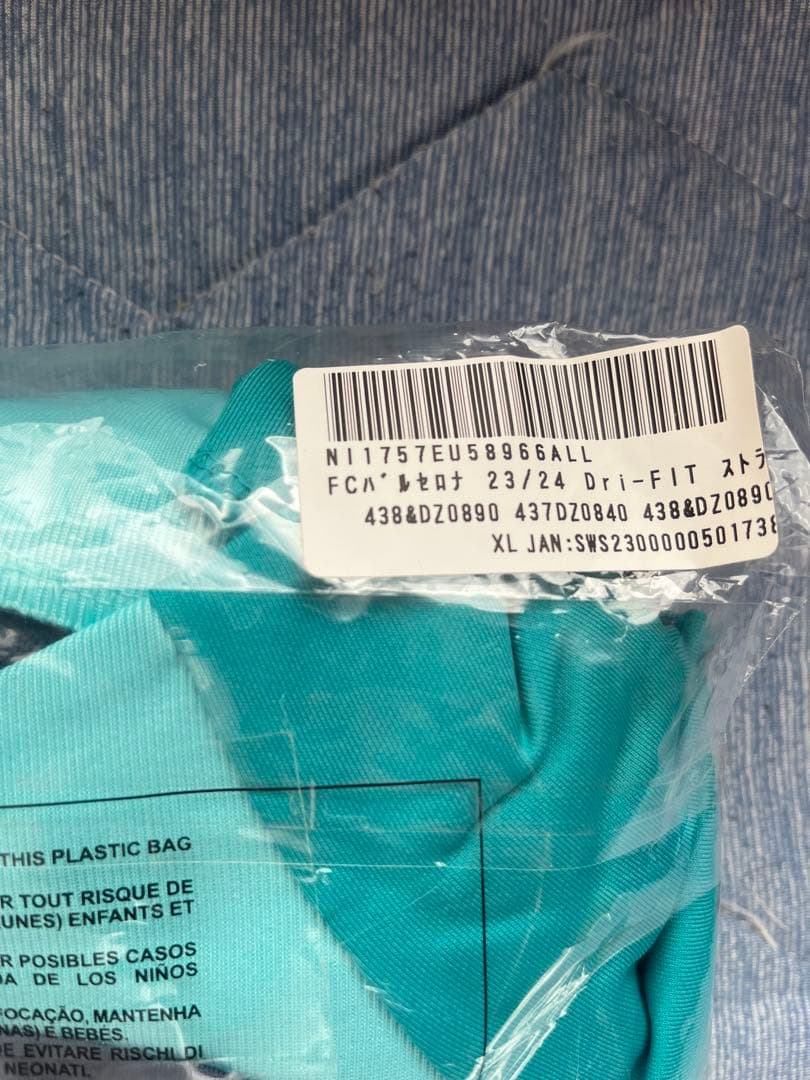 NI1757EU58966ALL
FCﾊﾞﾙｾﾛﾅ 23/24 Dri-FIT ｽﾄﾗ
438&DZ0890 437DZ0840 438&DZ0890
XL JAN:SWS2300000501738
THIS PLASTIC BAG
R TOUT RISQUE DE
UNES) ENFANTS ET
R POSIBLES CASOS
DA DE LOS NIÑOS
FOCAÇÃO, MANTENHA
NAS) E BEBÉS.
DE EVITARE RISCHI DI
NEONATI.